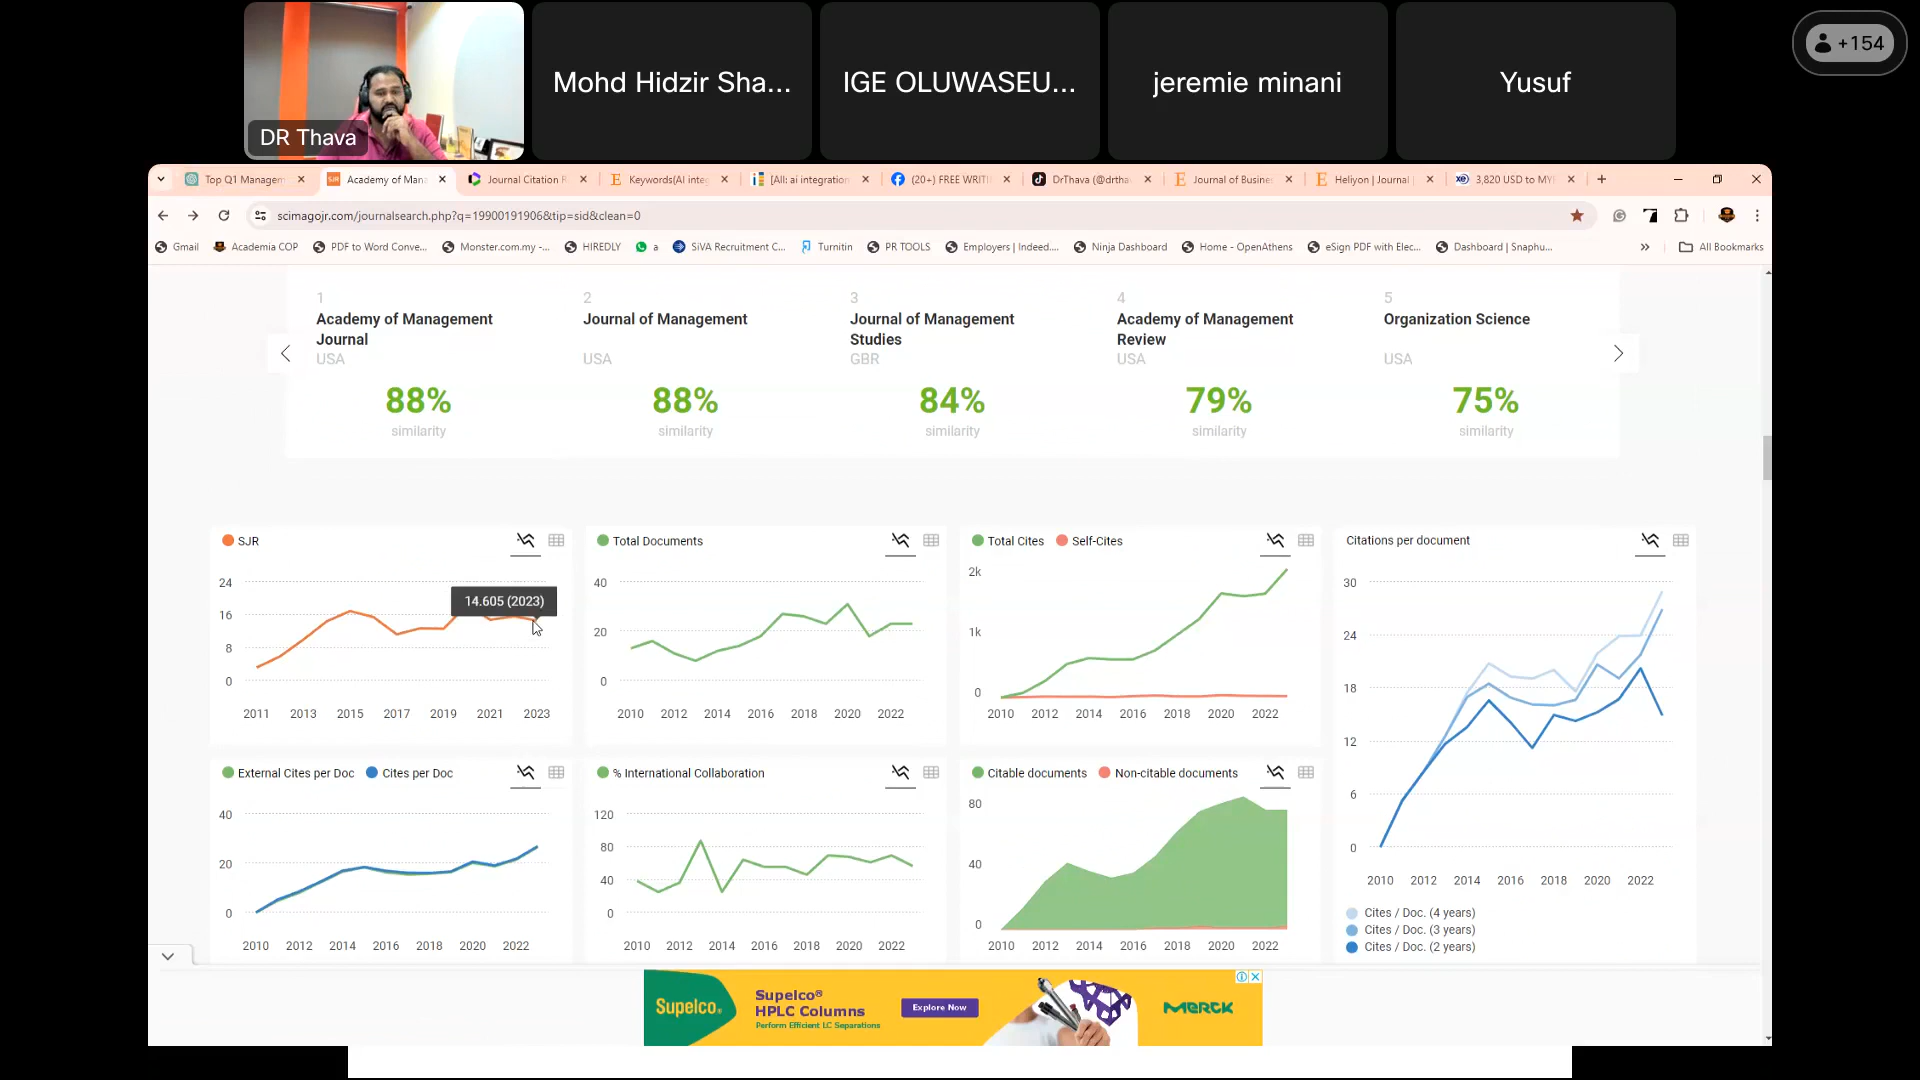 DR Thava
Mohd Hidzir Sha...
IGE OLUWASEU...
jeremie minani
Yusuf
+154
Top Q1 Managem
Academy of Man
Journal Citation R
Keywords(AI integ
[All: ai integration
(20+) FREE WRITI
DrThava (@drtha
Journal of Busine
Heliyon | Journal |
3,820 USD to MY
scimagojr.com/journalsearch.php?q=19900191906&tip=sid&clean=0
Gmail
Academia COP
PDF to Word Conve...
Monster.com.my -...
HIREDLY
a
SiVA Recruitment C...
Turnitin
PR TOOLS
Employers | Indeed....
Ninja Dashboard
Home - OpenAthens
eSign PDF with Elec...
Dashboard | Snaphu...
All Bookmarks
1
Academy of Management
Journal
USA
88%
similarity
2
Journal of Management
USA
88%
similarity
3
Journal of Management
Studies
GBR
84%
similarity
4
Academy of Management
Review
USA
79%
similarity
5
Organization Science
USA
75%
similarity
SJR
24
16
8
0
14.605 (2023)
2011 2013 2015 2017 2019 2021 2023
Total Documents
40
20
0
2010 2012 2014 2016 2018 2020 2022
Total Cites Self-Cites
2k
1k
0
2010 2012 2014 2016 2018 2020 2022
Citations per document
30
24
18
12
6
0
2010 2012 2014 2016 2018 2020 2022
Cites / Doc. (4 years)
Cites / Doc. (3 years)
Cites / Doc. (2 years)
External Cites per Doc Cites per Doc
40
20
0
2010 2012 2014 2016 2018 2020 2022
% International Collaboration
120
80
40
0
2010 2012 2014 2016 2018 2020 2022
Citable documents Non-citable documents
80
40
0
2010 2012 2014 2016 2018 2020 2022
Supelco®
Supelco®
HPLC Columns
Perform Efficient LC Separations
Explore Now
MERCK